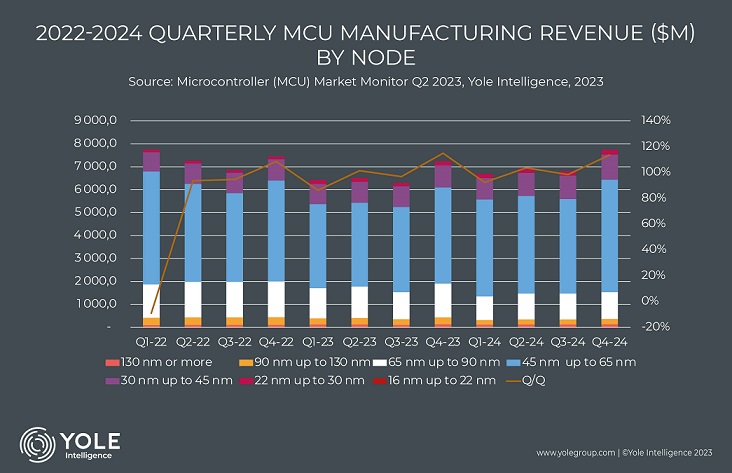 2022-2024 QUARTERLY MCU MANUFACTURING REVENUE ($M)
BY NODE
Source: Microcontroller (MCU) Market Monitor Q2 2023, Yole Intelligence, 2023
9 000,0 140%
8 000,0 120%
7 000,0 100%
6 000,0 80%
5 000,0 60%
4 000,0 40%
3 000,0 20%
2 000,0 0%
1 000,0 -20%
-
Q1-22 Q2-22 Q3-22 Q4-22 Q1-23 Q2-23 Q3-23 Q4-23 Q1-24 Q2-24 Q3-24 Q4-24
130 nm or more 90 nm up to 130 nm 65 nm up to 90 nm 45 nm up to 65 nm
30 nm up to 45 nm 22 nm up to 30 nm 16 nm up to 22 nm Q/Q
YOLE
Intelligence
www.yolegroup.com | ©Yole Intelligence 2023